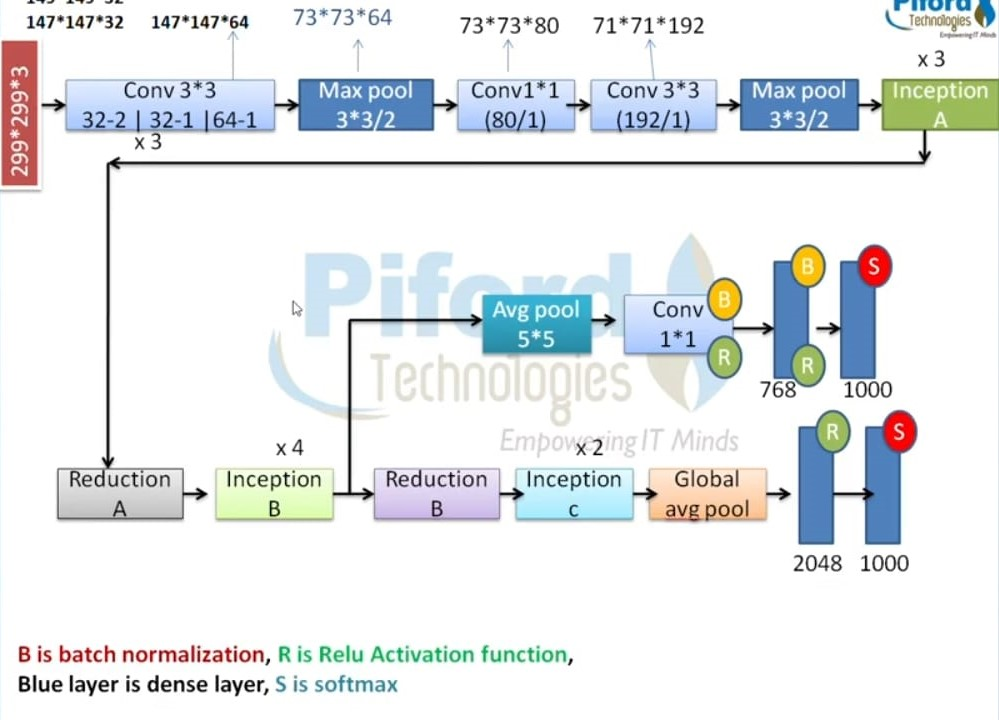 149*149*32
147*147*32
147*147*64
73*73*64
73*73*80
71*71*192
Piford
Technologies
Empowering IT Minds
x 3
299*299*3
Conv 3*3
32-2 | 32-1 |64-1
x 3
Max pool
3*3/2
Conv1*1
(80/1)
Conv 3*3
(192/1)
Max pool
3*3/2
Inception
A
Piford
Technologies
Empowering IT Minds
Avg pool
5*5
Conv
1*1
B
R
B
R
768
S
1000
x 4
x 2
Reduction
A
Inception
B
Reduction
B
Inception
c
Global
avg pool
R
2048
S
1000
B is batch normalization, R is Relu Activation function,
Blue layer is dense layer, S is softmax